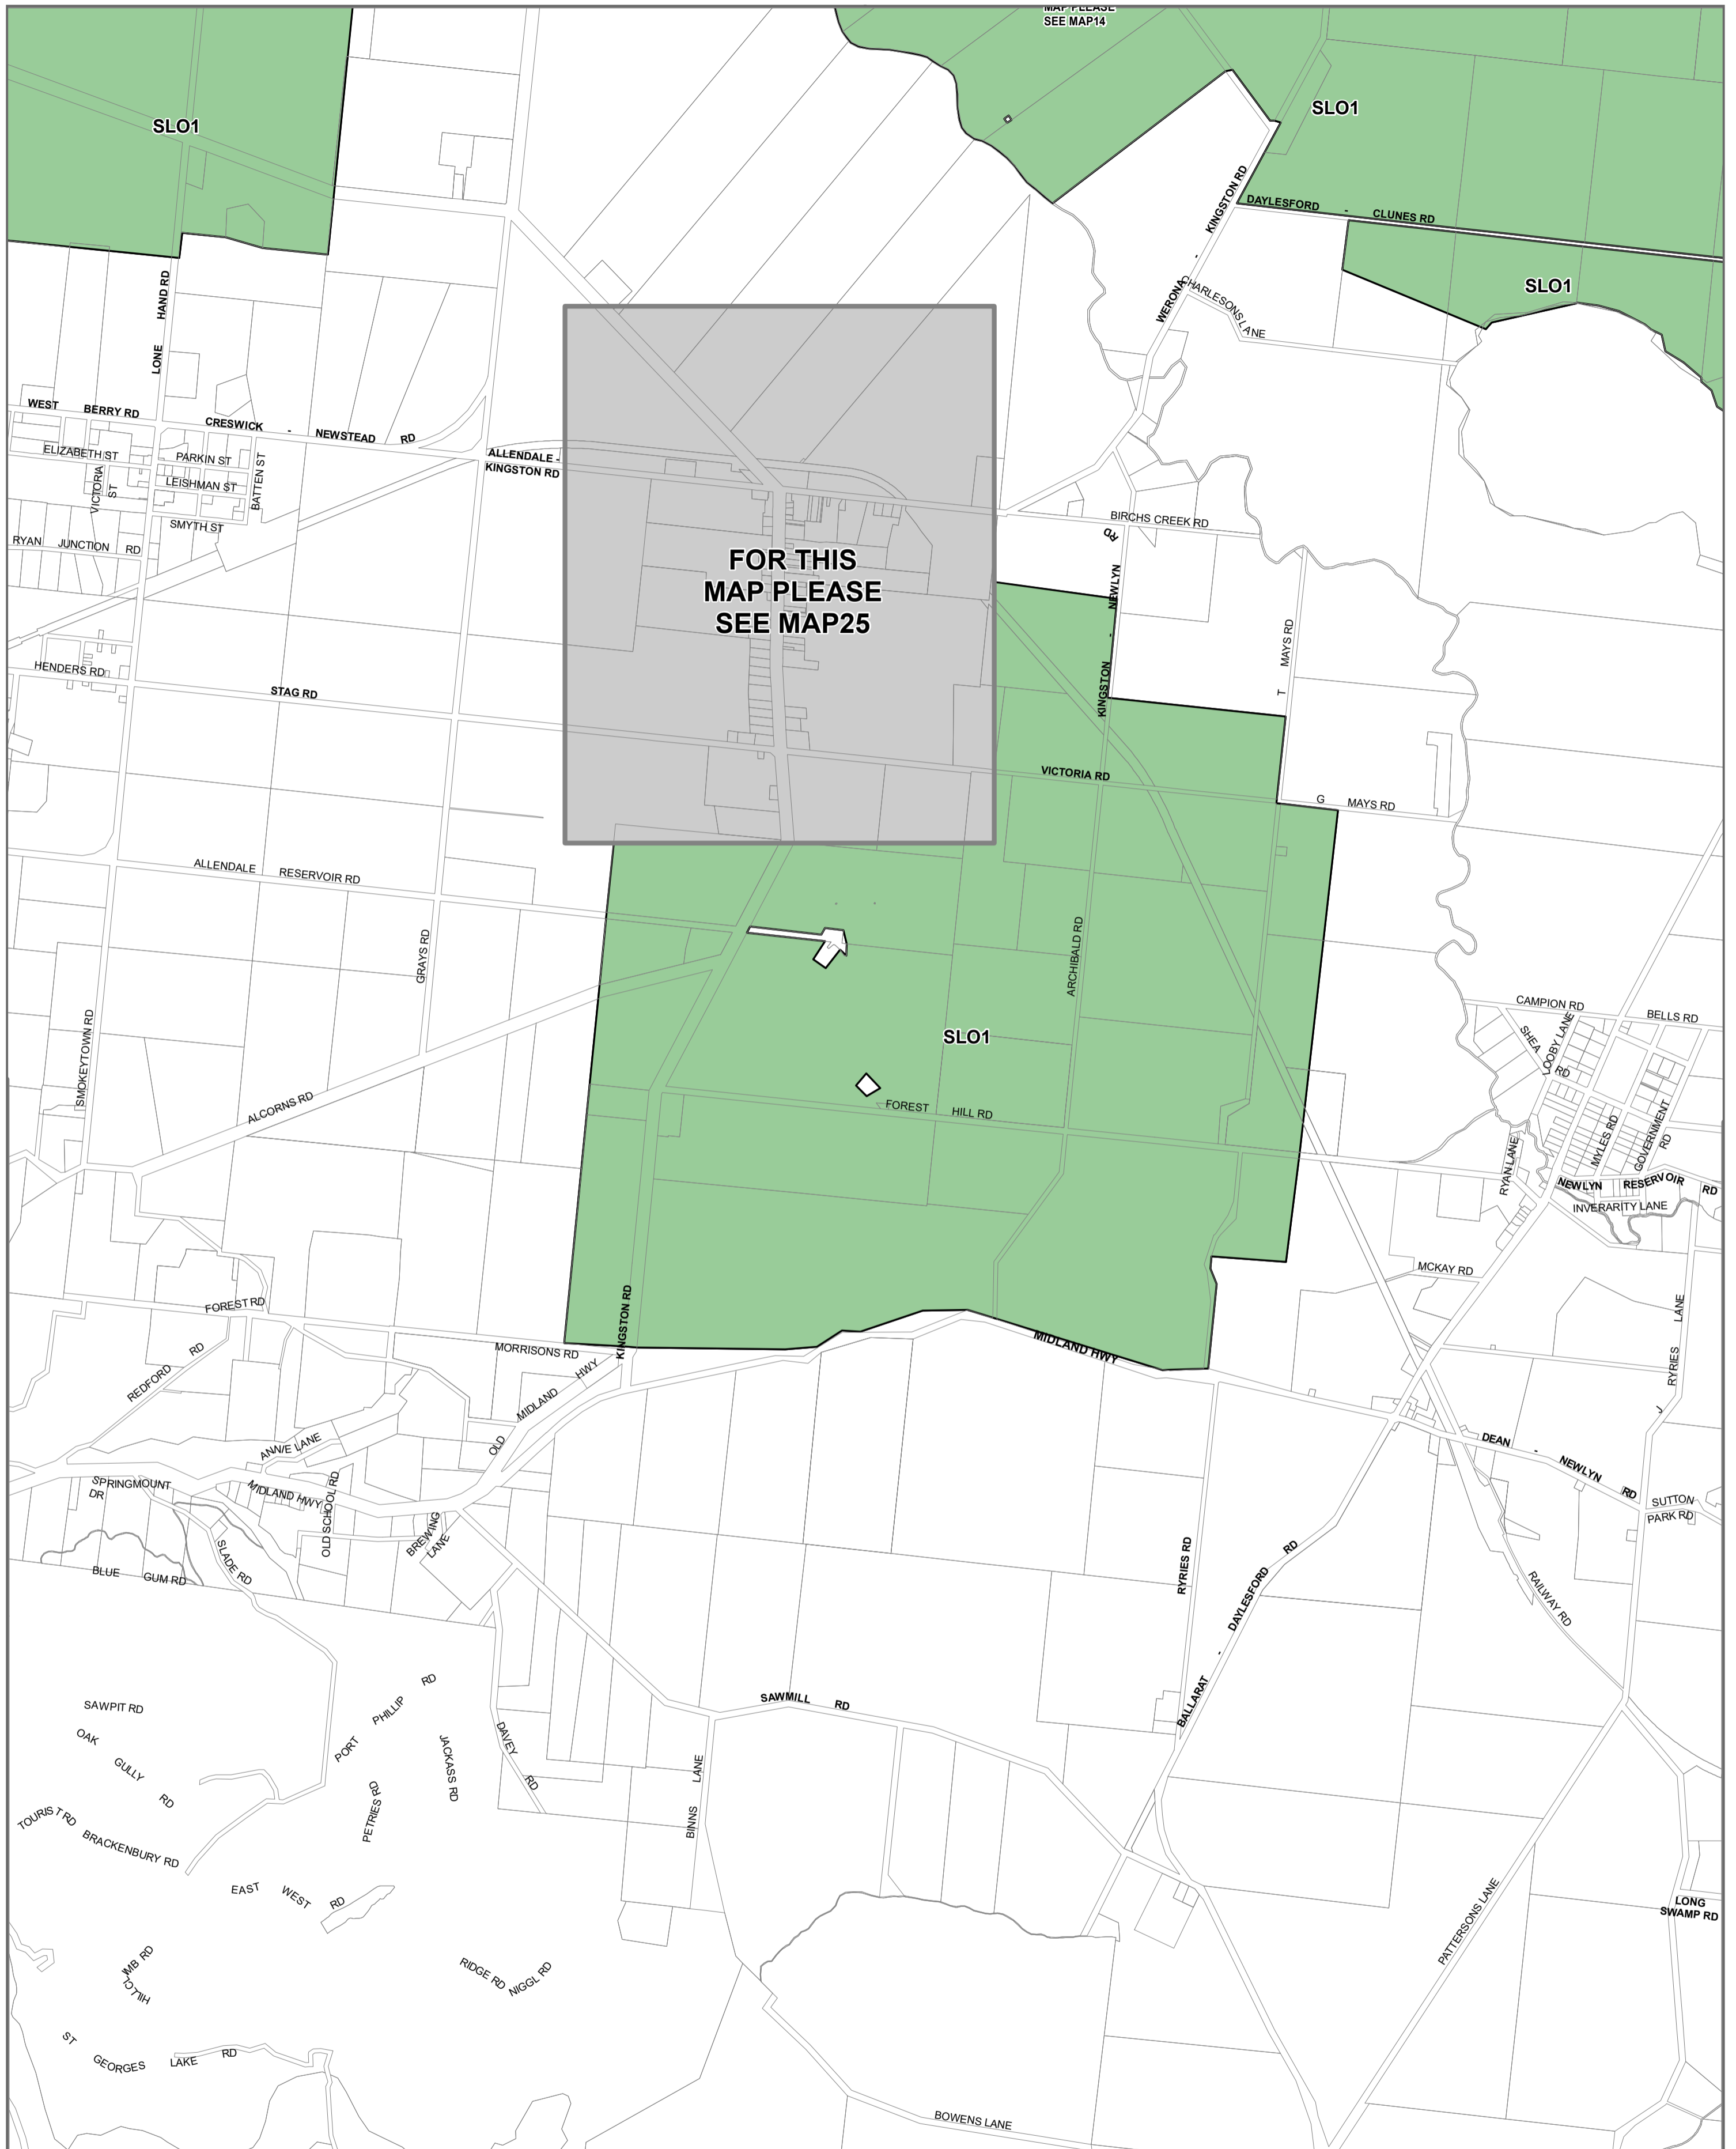 MAP PLEASE
SEE MAP14
SLO1
SLO1
KINGSTON RD
DAYLESFORD - CLUNES RD
SLO1
WERONA -
CHARLESONS LANE
LONE HAND RD
WEST BERRY RD
CRESWICK - NEWSTEAD RD
ELIZABETH ST
PARKIN ST
ALLENDALE -
KINGSTON RD
VICTORIA
ST
LEISHMAN ST
BATTEN ST
SMYTH ST
RYAN JUNCTION RD
BIRCHS CREEK RD
RD
FOR THIS
MAP PLEASE
SEE MAP25
KINGSTON - NEWLYN
T MAYS RD
HENDERS RD
STAG RD
VICTORIA RD
G MAYS RD
ALLENDALE RESERVOIR RD
GRAYS RD
ARCHIBALD RD
SMOKEYTOWN RD
SLO1
CAMPION RD
BELLS RD
SHEA
RD
LOOBY LANE
ALCORNS RD
FOREST HILL RD
MYLES RD
GOVERNMENT
RD
RYAN LANE
NEWLYN RESERVOIR RD
INVERARITY LANE
MCKAY RD
FOREST RD
KINGSTON RD
MORRISONS RD
MIDLAND HWY
J RYRIES LANE
REDFORD RD
OLD MIDLAND HWY
ANNIE LANE
DEAN - NEWLYN RD
SPRINGMOUNT
DR
MIDLAND HWY
OLD SCHOOL RD
SUTTON
PARK RD
BREWING
LANE
SLADE RD
BLUE GUM RD
RYRIES RD
BALLARAT - DAYLESFORD RD
RAILWAY RD
SAWPIT RD
PORT PHILLIP RD
SAWMILL RD
OAK GULLY RD
JACKASS RD
DAVEY RD
BINNS LANE
PETRIES RD
TOURIST RD
BRACKENBURY RD
EAST WEST RD
PATTERSONS LANE
LONG
SWAMP RD
HILLCLIMB RD
RIDGE RD
NIGGL RD
ST GEORGES LAKE RD
BOWENS LANE